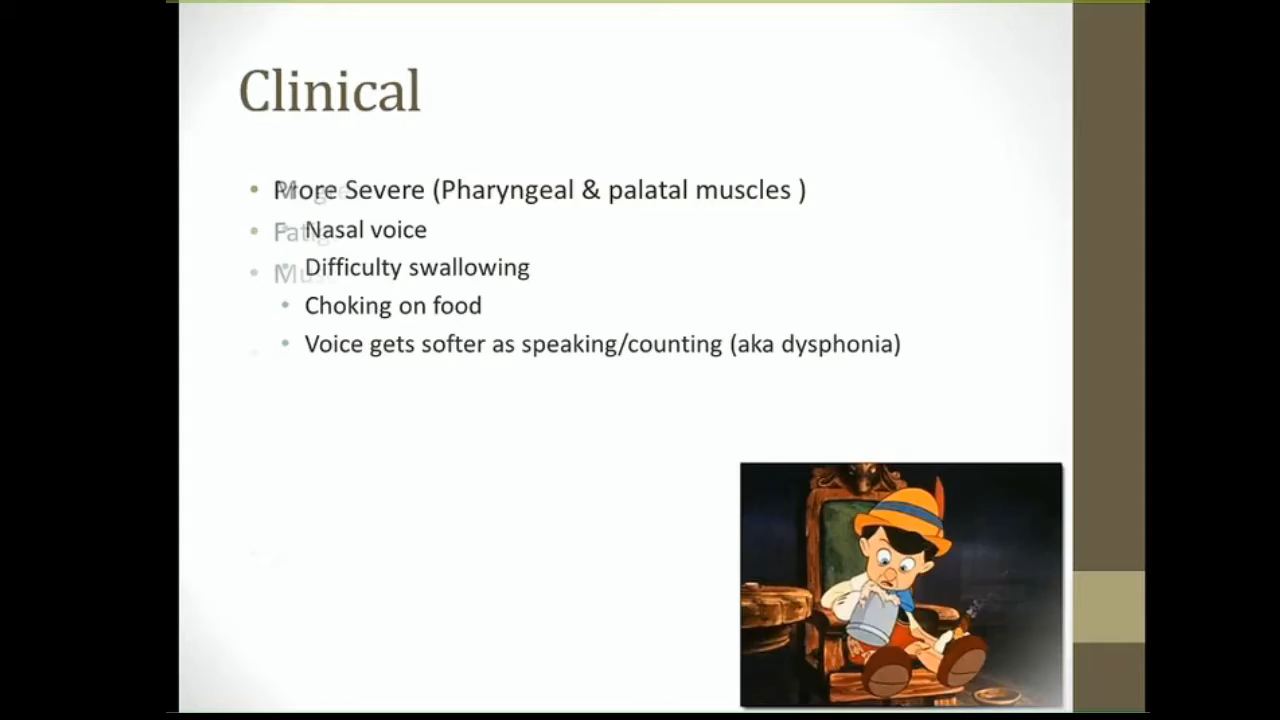 Clinical
• More Severe (Pharyngeal & palatal muscles )
• Nasal voice
• Difficulty swallowing
• Choking on food
• Voice gets softer as speaking/counting (aka dysphonia)